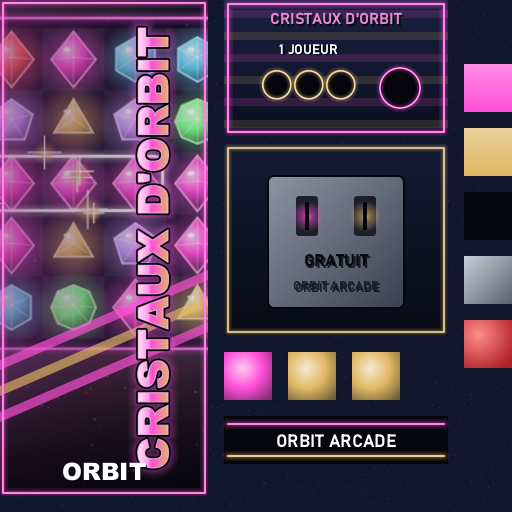 CRISTAUX D'ORBIT
ORBIT
CRISTAUX D'ORBIT
1 JOUEUR
GRATUIT
ORBIT ARCADE
ORBIT ARCADE